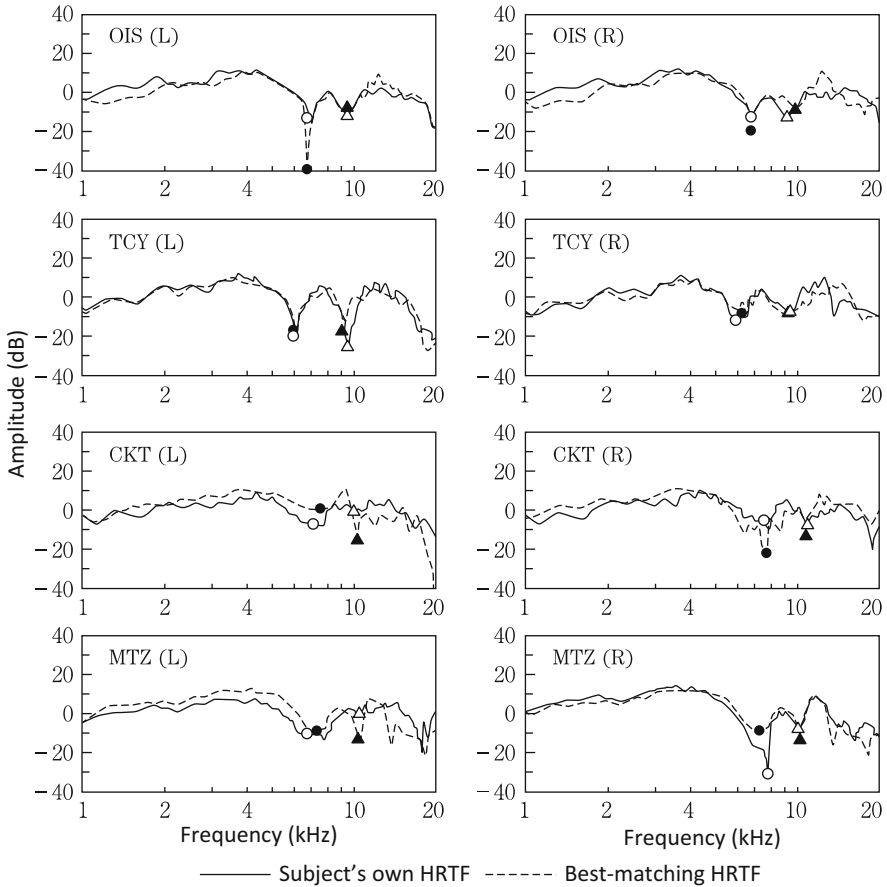 OIS (L)
40
20
0
−20
−40
1 2 4 10 20
OIS (R)
40
20
0
−20
−40
1 2 4 10 20
TCY (L)
40
20
0
−20
−40
1 2 4 10 20
TCY (R)
40
20
0
−20
−40
1 2 4 10 20
Amplitude (dB)
CKT (L)
40
20
0
−20
−40
1 2 4 10 20
CKT (R)
40
20
0
−20
−40
1 2 4 10 20
MTZ (L)
40
20
0
−20
−40
1 2 4 10 20
Frequency (kHz)
MTZ (R)
40
20
0
−20
−40
1 2 4 10 20
Frequency (kHz)
Subject's own HRTF Best-matching HRTF